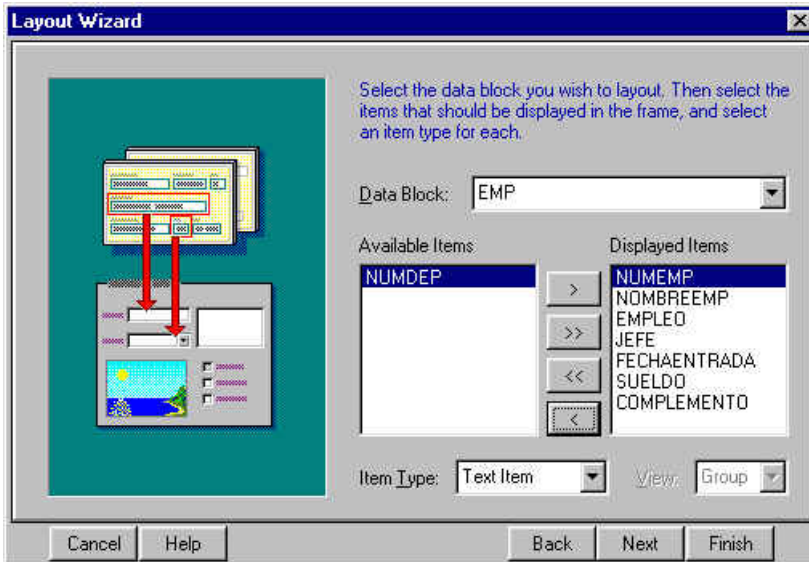 Layout Wizard
Select the data block you wish to layout. Then select the
items that should be displayed in the frame, and select
an item type for each.
Data Block: EMP
Available Items
NUMDEP
>
>>
<<
<
Displayed Items
NUMEMP
NOMBREEMP
EMPLEO
JEFE
FECHAENTRADA
SUELDO
COMPLEMENTO
Item Type: Text Item View: Group
Cancel Help Back Next Finish